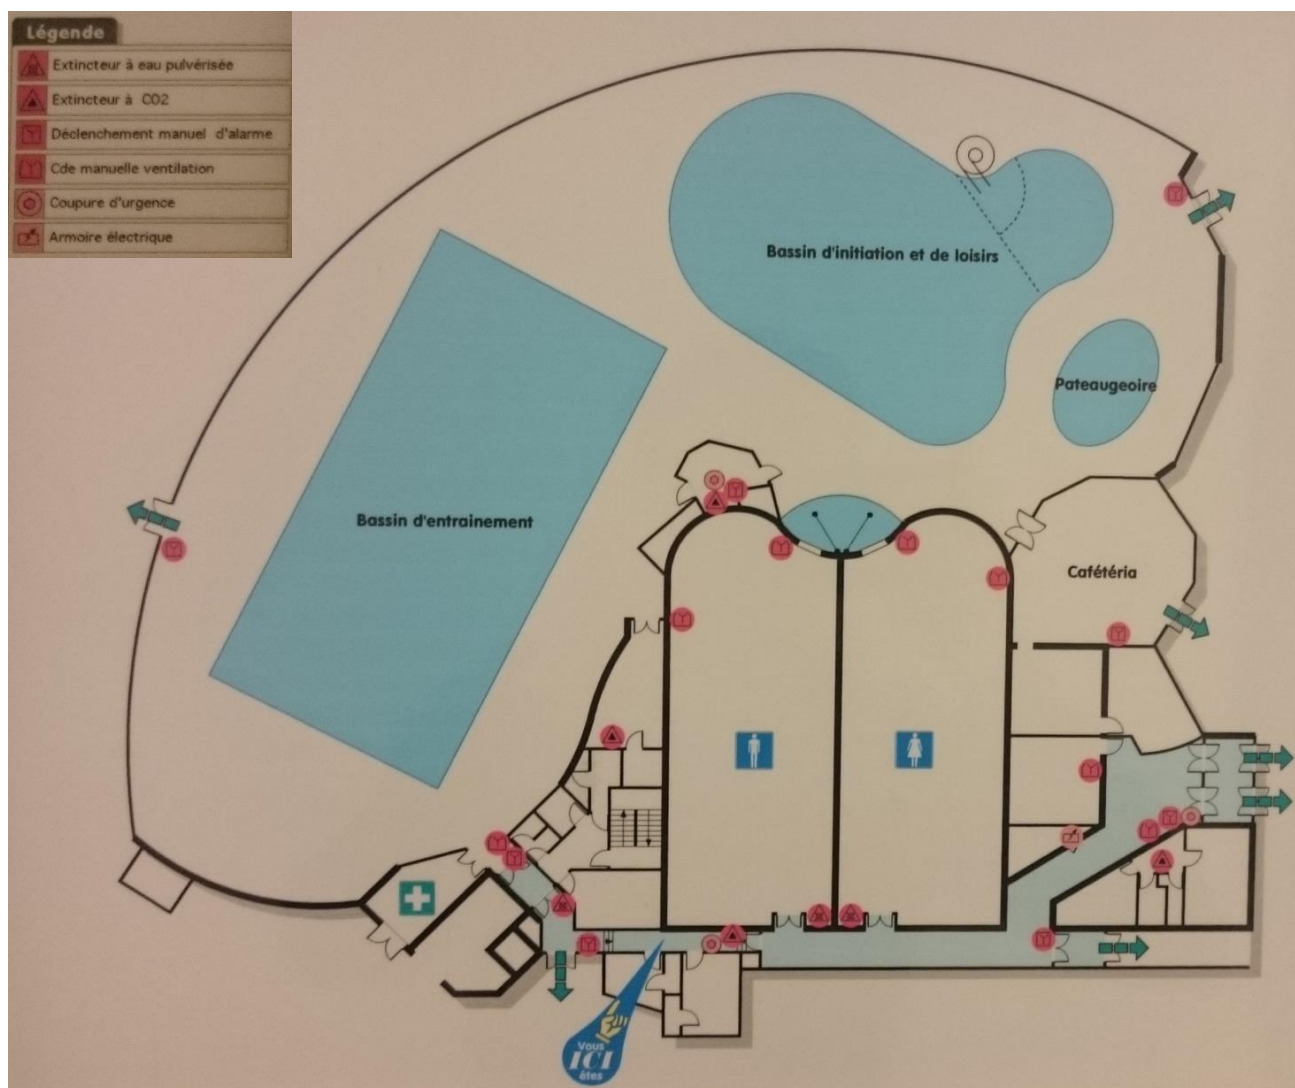 Légende
Extincteur à eau pulvérisée
Extincteur à CO2
Déclenchement manuel d'alarme
Cde manuelle ventilation
Coupure d'urgence
Armoire électrique
Bassin d'initiation et de loisirs
Pateaugeoire
Bassin d'entrainement
Cafétéria
Vous
ICI
êtes